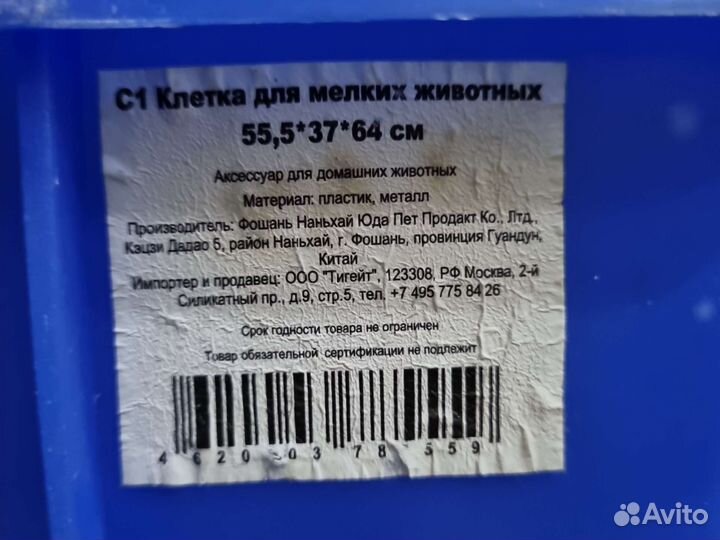 С1 Клетка для мелких животных
55,5*37*64 см
Аксессуар для домашних животных
Материал: пластик, металл
Производитель: Фошань Наньхай Юда Пет Продакт Ко., Лтд.,
Кэцзи Дадао 5, район Наньхай, г. Фошань, провинция Гуандун,
Китай
Импортер и продавец: ООО "Тигейт", 123308, РФ Москва, 2-й
Силикатный пр., д.9, стр.5, тел. +7 495 775 84 26
Срок годности товара не ограничен
Товар обязательной сертификации не подлежит
4 620 03 78 559
Avito